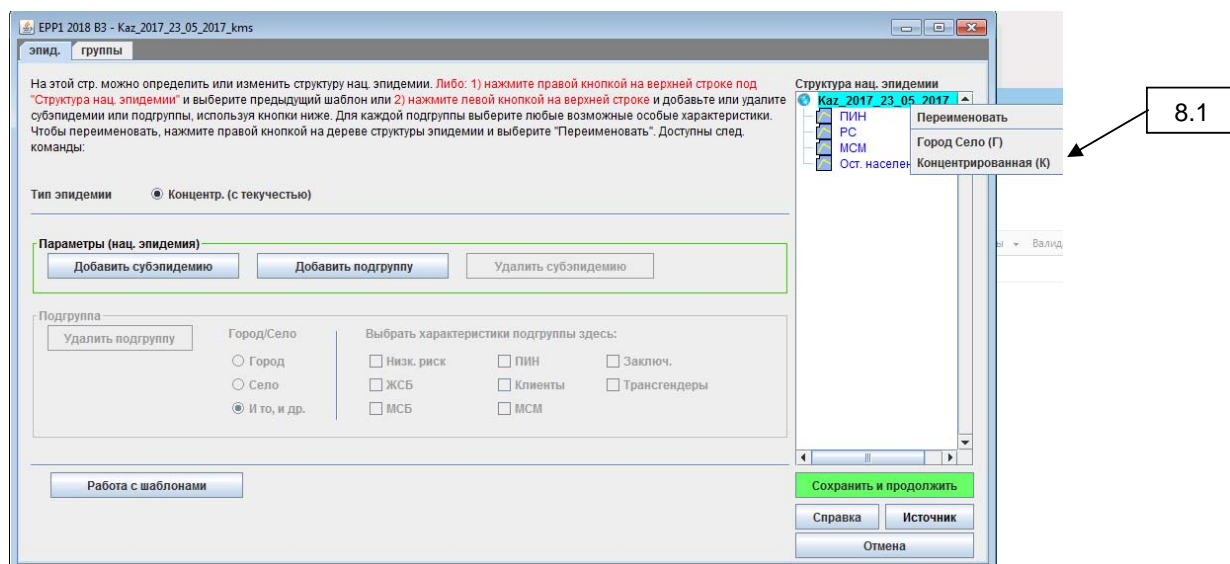 EPP1 2018 B3 - Kaz_2017_23_05_2017_kms
эпид. группы
На этой стр. можно определить или изменить структуру нац. эпидемии. Либо: 1) нажмите правой кнопкой на верхней строке под
"Структура нац. эпидемии" и выберите предыдущий шаблон или 2) нажмите левой кнопкой на верхней строке и добавьте или удалите
субэпидемии или подгруппы, используя кнопки ниже. Для каждой подгруппы выберите любые возможные особые характеристики.
Чтобы переименовать, нажмите правой кнопкой на дереве структуры эпидемии и выберите "Переименовать". Доступны след.
команды:
Тип эпидемии Концентр. (с текучестью)
Параметры (нац. эпидемия)
Добавить субэпидемию Добавить подгруппу Удалить субэпидемию
Подгруппа
Удалить подгруппу Город/Село Выбрать характеристики подгруппы здесь:
Город Низк. риск ПИН Заключ.
Село ЖСБ Клиенты Трансгендеры
И то, и др. МСБ МСМ
Работа с шаблонами
Структура нац. эпидемии
Kaz_2017_23_05_2017
ПИН
РС
МСМ
Ост. населен
Переименовать
Город Село (Г)
Концентрированная (К)
8.1
ы Валид
Сохранить и продолжить
Справка Источник
Отмена